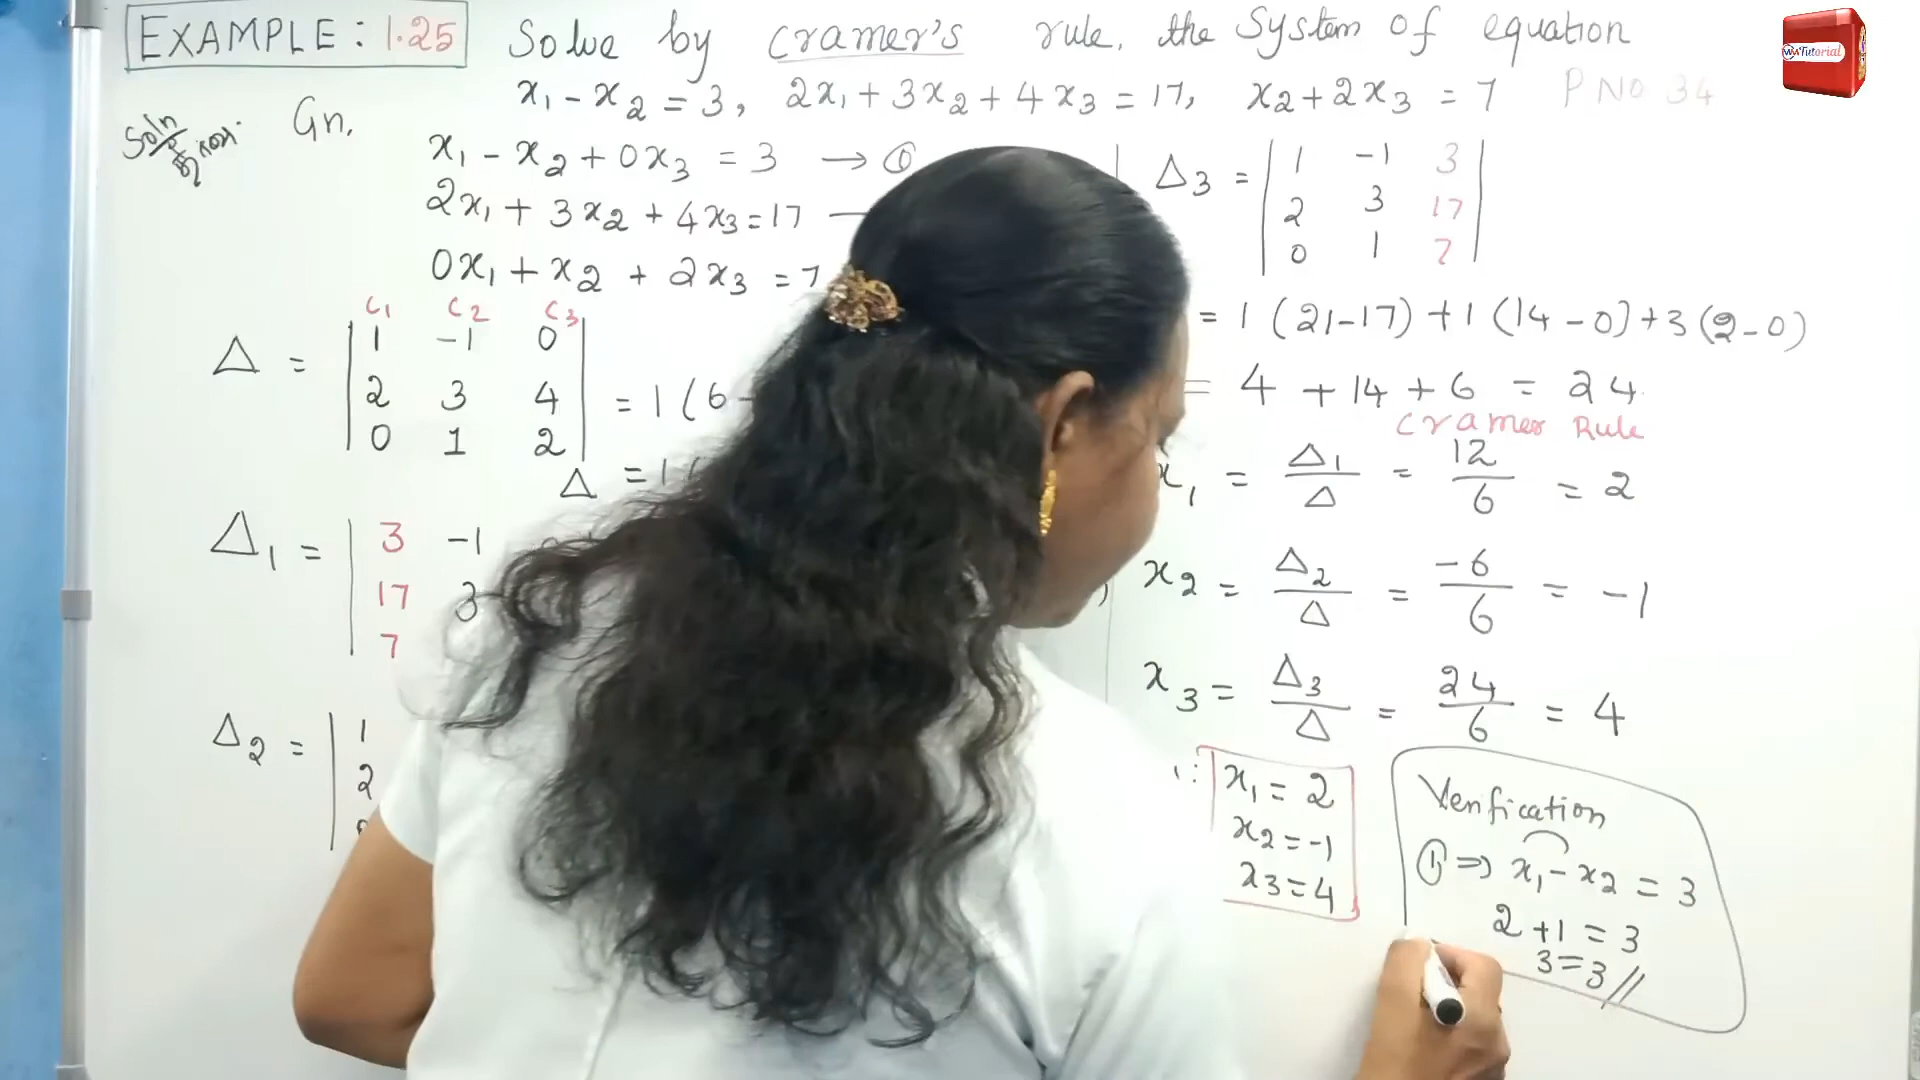 EXAMPLE: 1.25 Solve by cramer's rule, the System of equation
x₁ - x₂ = 3, 2x₁ + 3x₂ + 4x₃ = 17, x₂ + 2x₃ = 7 P NO 34
Soln Gn.
x₁ - x₂ + 0x₃ = 3 → ①
2x₁ + 3x₂ + 4x₃ = 17
0x₁ + x₂ + 2x₃ = 7
C₁ C₂ C₃
Δ = | 1 -1 0 |
| 2 3 4 | = 1(6-
| 0 1 2 |
Δ = 1(
Δ₁ = | 3 -1
17 3
7
Δ₂ = | 1
2
Δ₃ = | 1 -1 3 |
| 2 3 17 |
| 0 1 7 |
= 1(21-17) + 1(14-0) + 3(2-0)
= 4 + 14 + 6 = 24
Cramer Rule
x₁ = Δ₁/Δ = 12/6 = 2
x₂ = Δ₂/Δ = -6/6 = -1
x₃ = Δ₃/Δ = 24/6 = 4
x₁ = 2
x₂ = -1
x₃ = 4
Verification
① ⇒ x₁ - x₂ = 3
2 + 1 = 3
3 = 3 //
WinTutorial